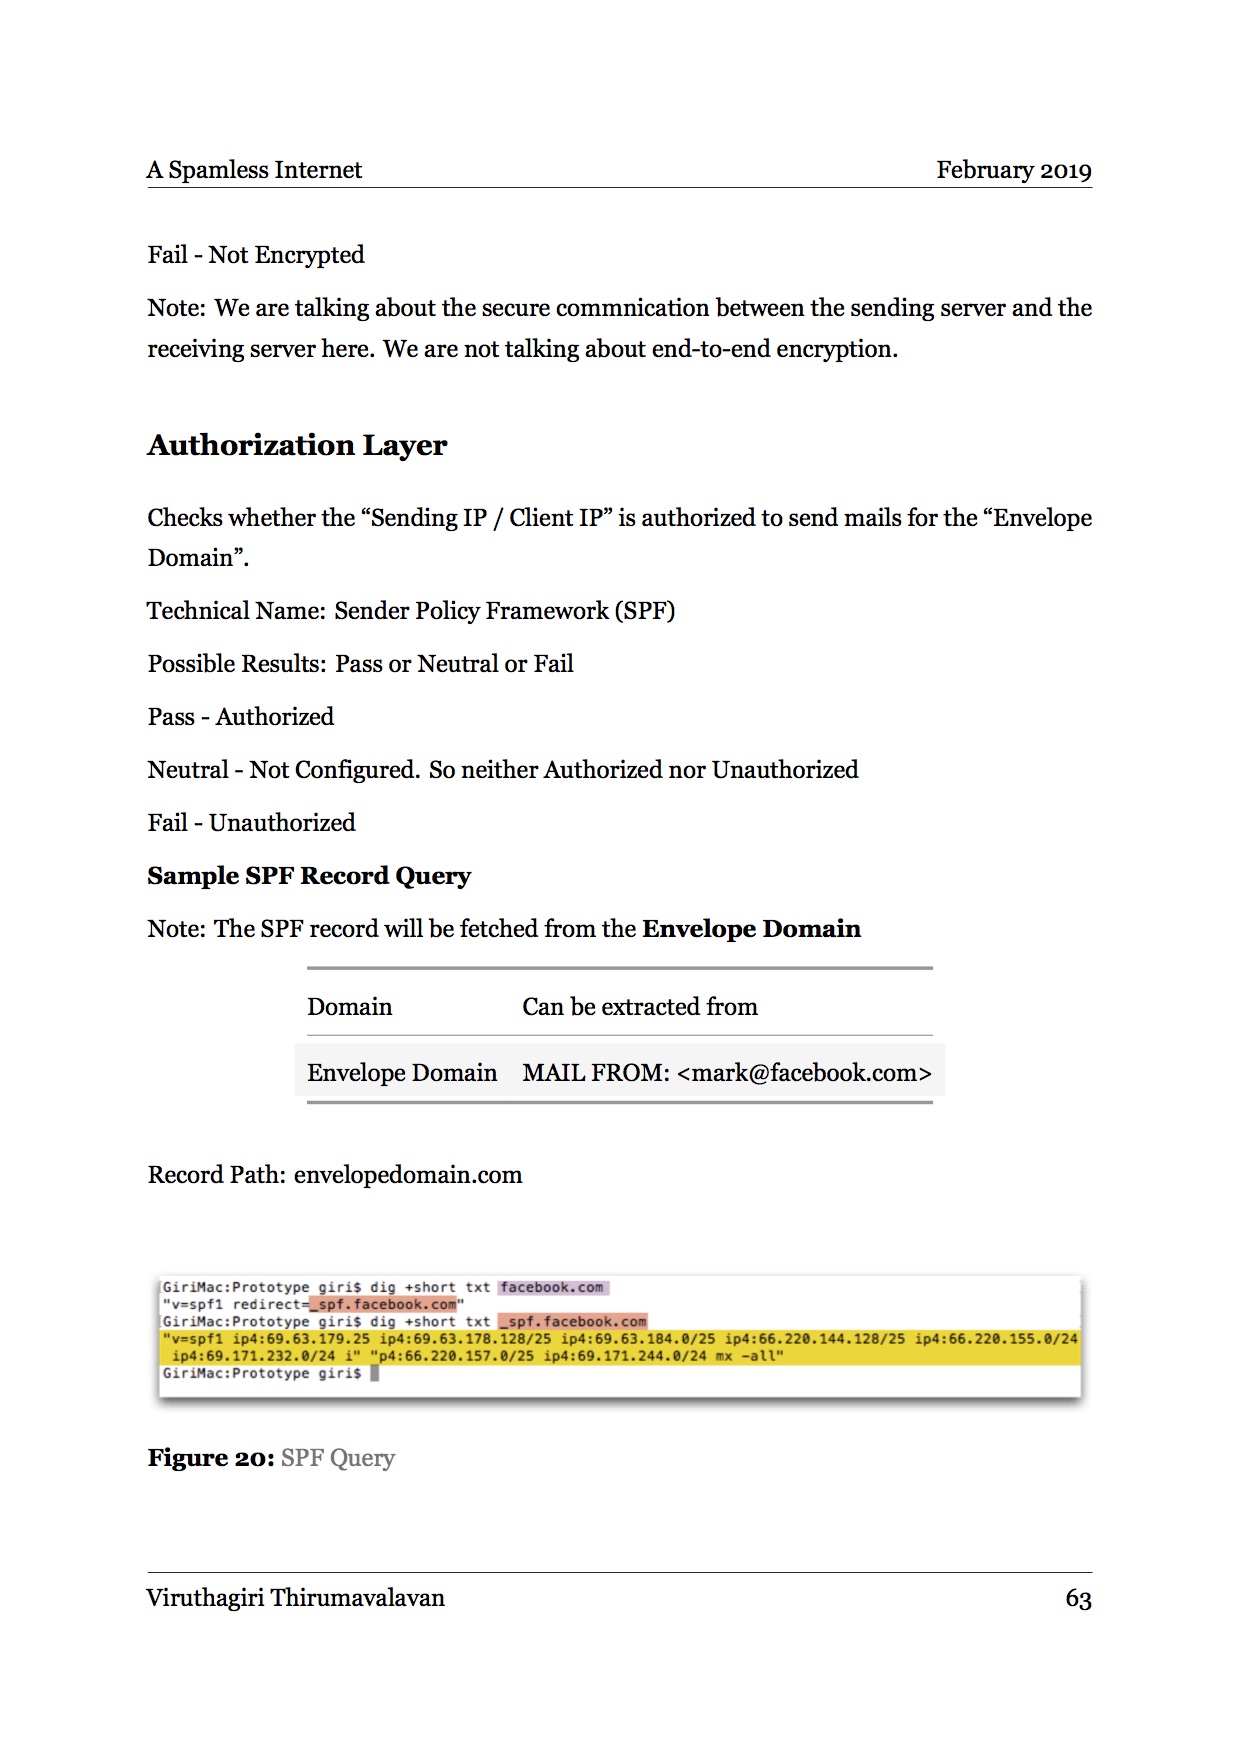 A Spamless Internet February 2019
Fail - Not Encrypted
Note: We are talking about the secure commnication between the sending server and the
receiving server here. We are not talking about end-to-end encryption.
Authorization Layer
Checks whether the “Sending IP / Client IP” is authorized to send mails for the “Envelope
Domain”.
Technical Name: Sender Policy Framework (SPF)
Possible Results: Pass or Neutral or Fail
Pass - Authorized
Neutral - Not Configured. So neither Authorized nor Unauthorized
Fail - Unauthorized
Sample SPF Record Query
Note: The SPF record will be fetched from the Envelope Domain
Domain Can be extracted from
Envelope Domain MAIL FROM: <mark@facebook.com>
Record Path: envelopedomain.com
GiriMac:Prototype giri$ dig +short txt facebook.com
"v=spf1 redirect=_spf.facebook.com"
GiriMac:Prototype giri$ dig +short txt _spf.facebook.com
"v=spf1 ip4:69.63.179.25 ip4:69.63.178.128/25 ip4:69.63.184.0/25 ip4:66.220.144.128/25 ip4:66.220.155.0/24
ip4:69.171.232.0/24 i" "p4:66.220.157.0/25 ip4:69.171.244.0/24 mx -all"
GiriMac:Prototype giri$
Figure 20: SPF Query
Viruthagiri Thirumavalavan 63